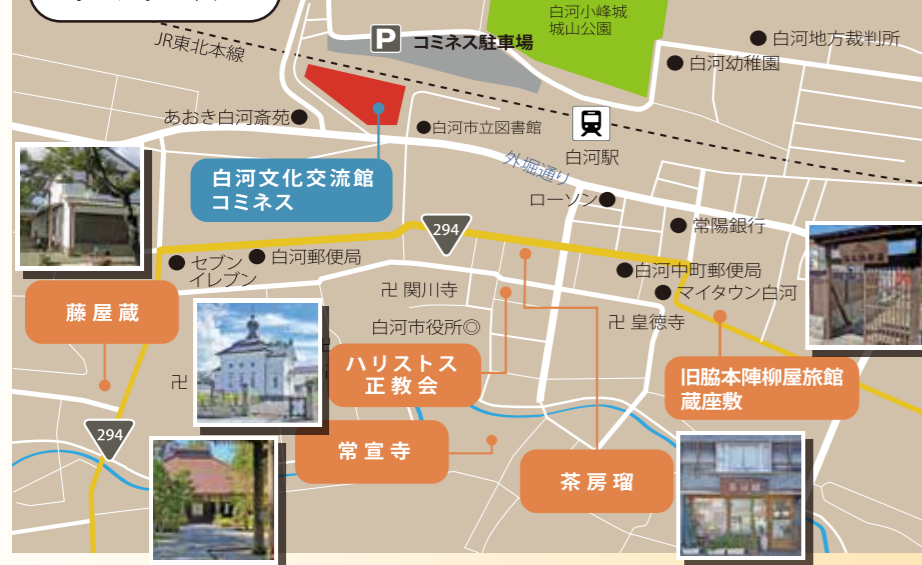 白河小峰城
城山公園
P コミネス駐車場
白河地方裁判所
JR東北本線
白河幼稚園
あおき白河斎苑
白河市立図書館
白河駅
外堀通り
白河文化交流館
コミネス
ローソン
294
常陽銀行
セブン
イレブン
白河郵便局
白河中町郵便局
卍 関川寺
マイタウン白河
藤屋蔵
白河市役所◎
卍 皇徳寺
ハリストス
正教会
旧脇本陣柳屋旅館
蔵座敷
卍
294
常宣寺
茶房瑠